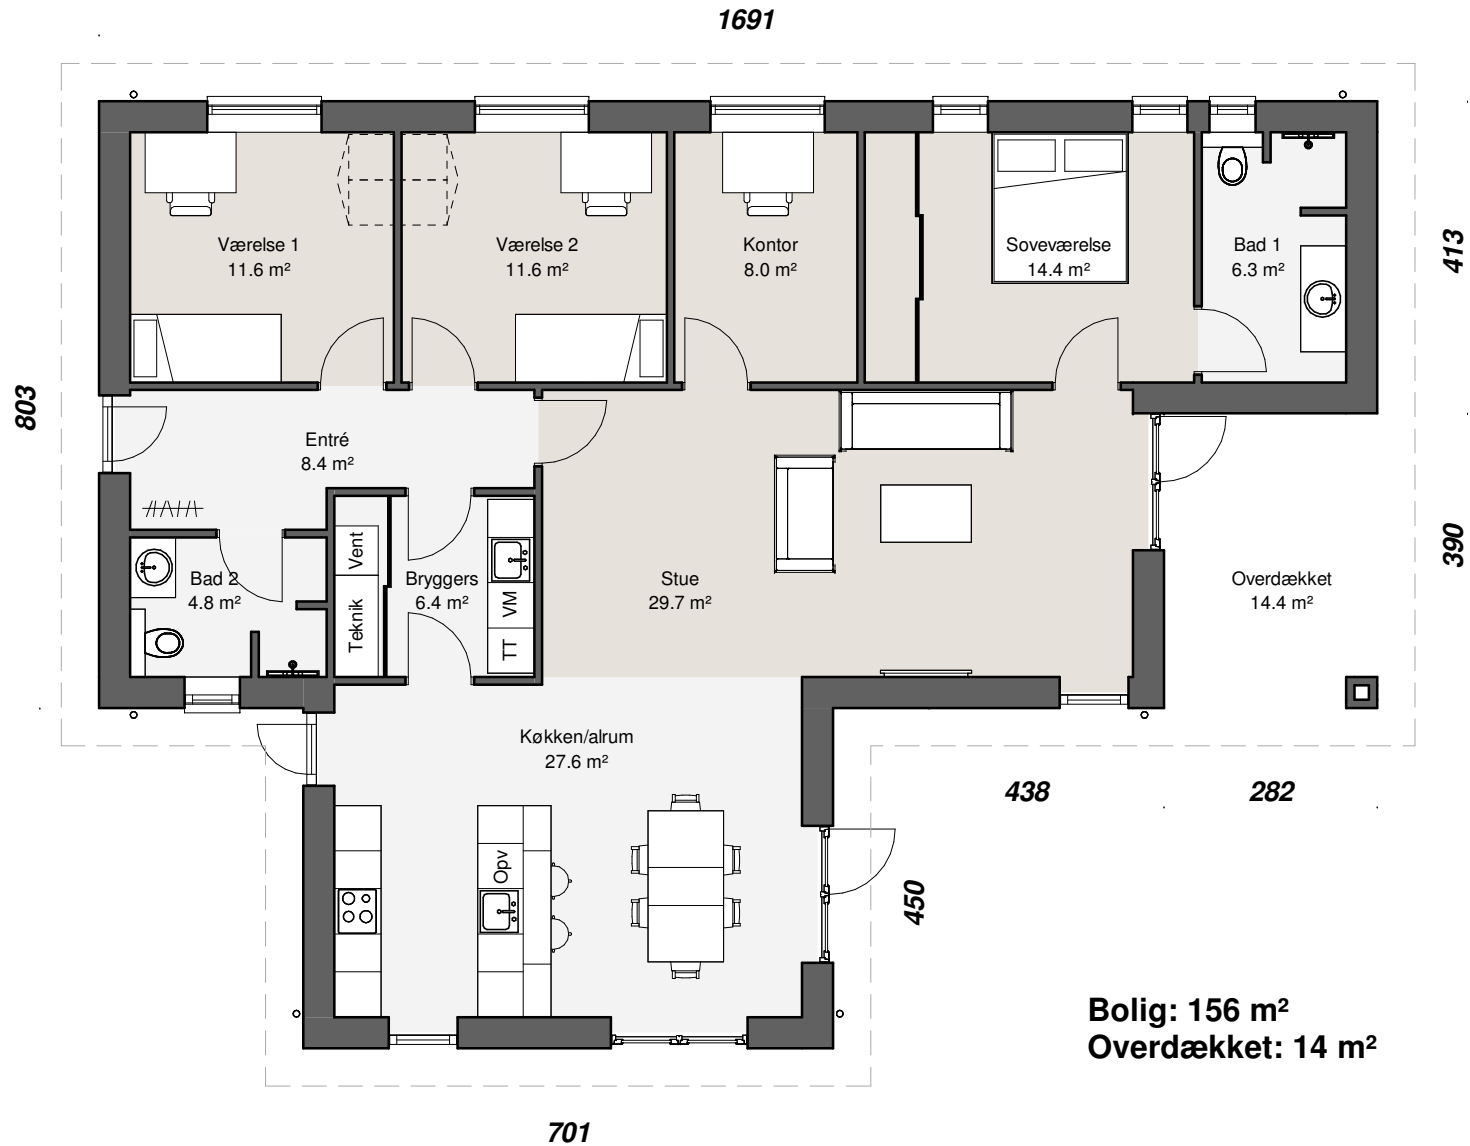 1691
Værelse 1
11.6 m²
Værelse 2
11.6 m²
Kontor
8.0 m²
Soveværelse
14.4 m²
Bad 1
6.3 m²
413
803
Entré
8.4 m²
390
Vent
Teknik
Bad 2
4.8 m²
Bryggers
6.4 m²
VM
TT
Stue
29.7 m²
Overdækket
14.4 m²
Køkken/alrum
27.6 m²
438
282
Opv
450
Bolig: 156 m²
Overdækket: 14 m²
701